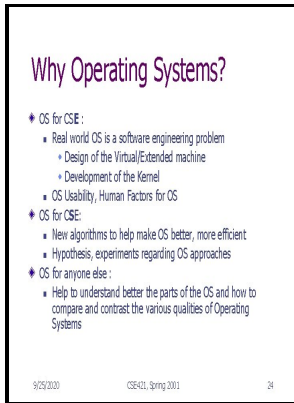 Why Operating Systems?
OS for CSE :
Real world OS is a software engineering problem
Design of the Virtual/Extended machine
Development of the Kernel
OS Usability, Human Factors for OS
OS for CSE:
New algorithms to help make OS better, more efficient
Hypothesis, experiments regarding OS approaches
OS for anyone else :
Help to understand better the parts of the OS and how to
compare and contrast the various qualities of Operating
Systems
9/25/2020 CSE421, Spring 2001 24